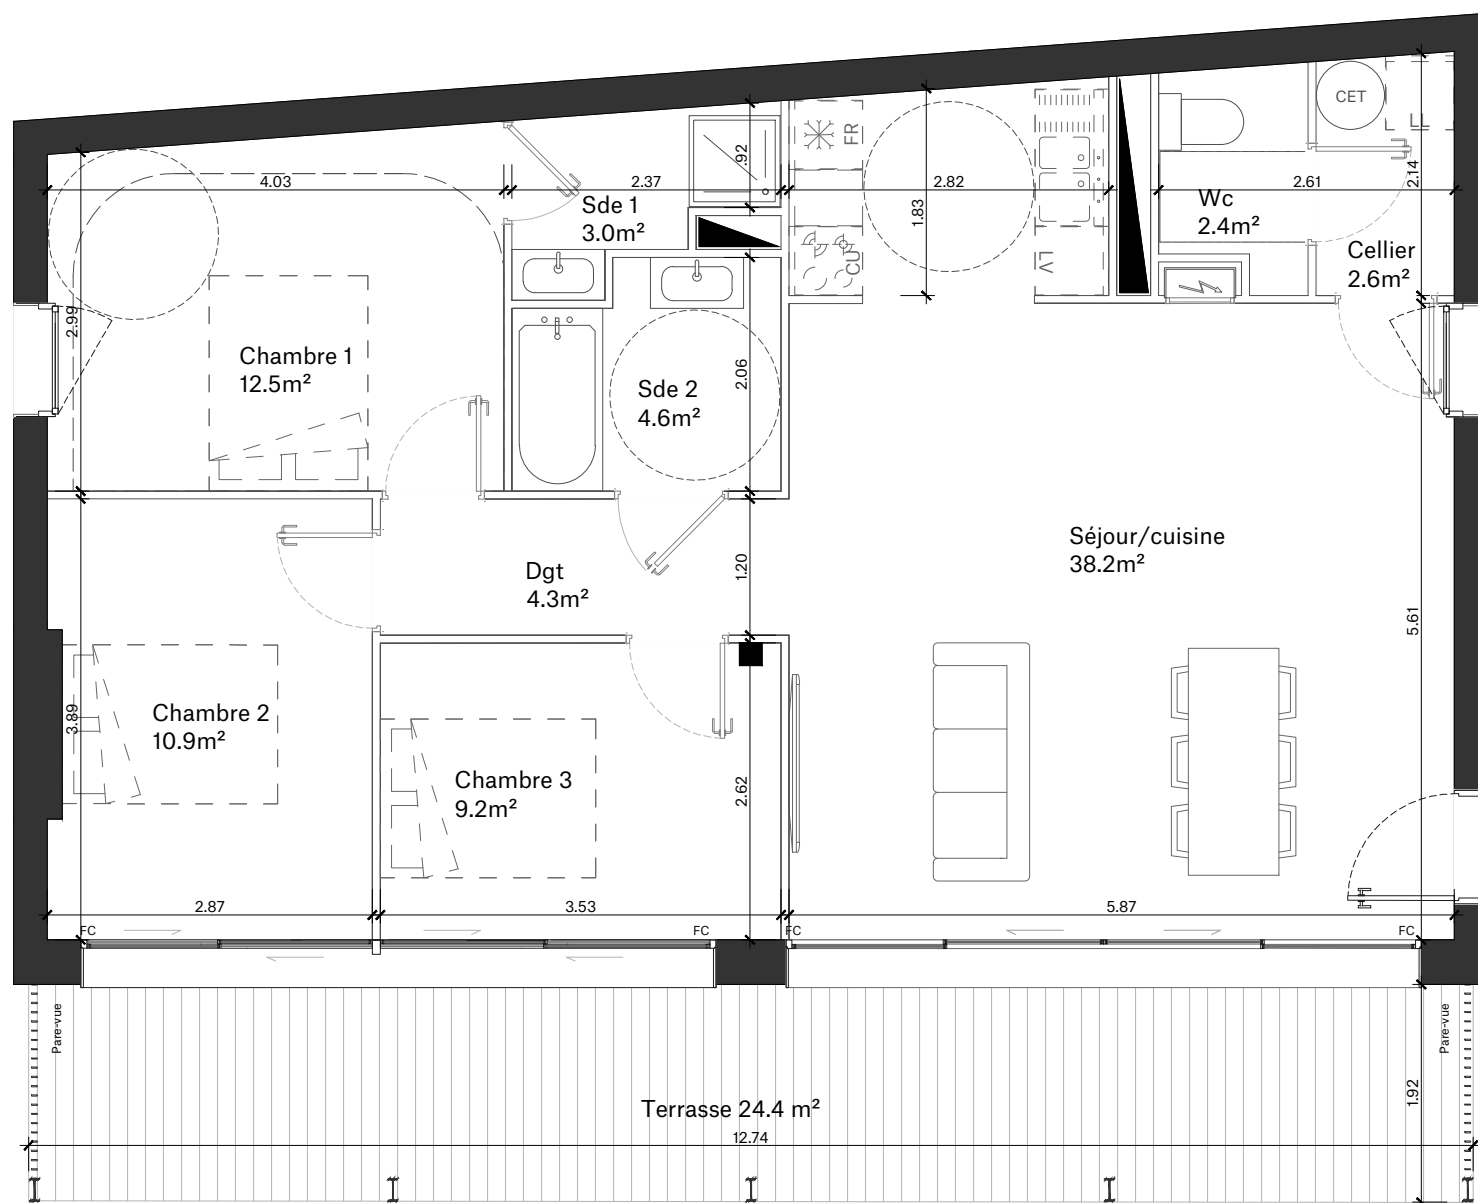 CET
FR
LL
.92
2.14
4.03
2.37
2.82
2.61
1.83
Sde 1
3.0m²
Wc
2.4m²
Cellier
2.6m²
CU
LV
2.99
Chambre 1
12.5m²
2.06
Sde 2
4.6m²
Séjour/cuisine
38.2m²
Dgt
4.3m²
1.20
5.61
Chambre 2
10.9m²
3.89
Chambre 3
9.2m²
2.62
2.87
3.53
5.87
FC
FC
FC
FC
Pare-vue
Pare-vue
Terrasse 24.4 m²
12.74
1.92